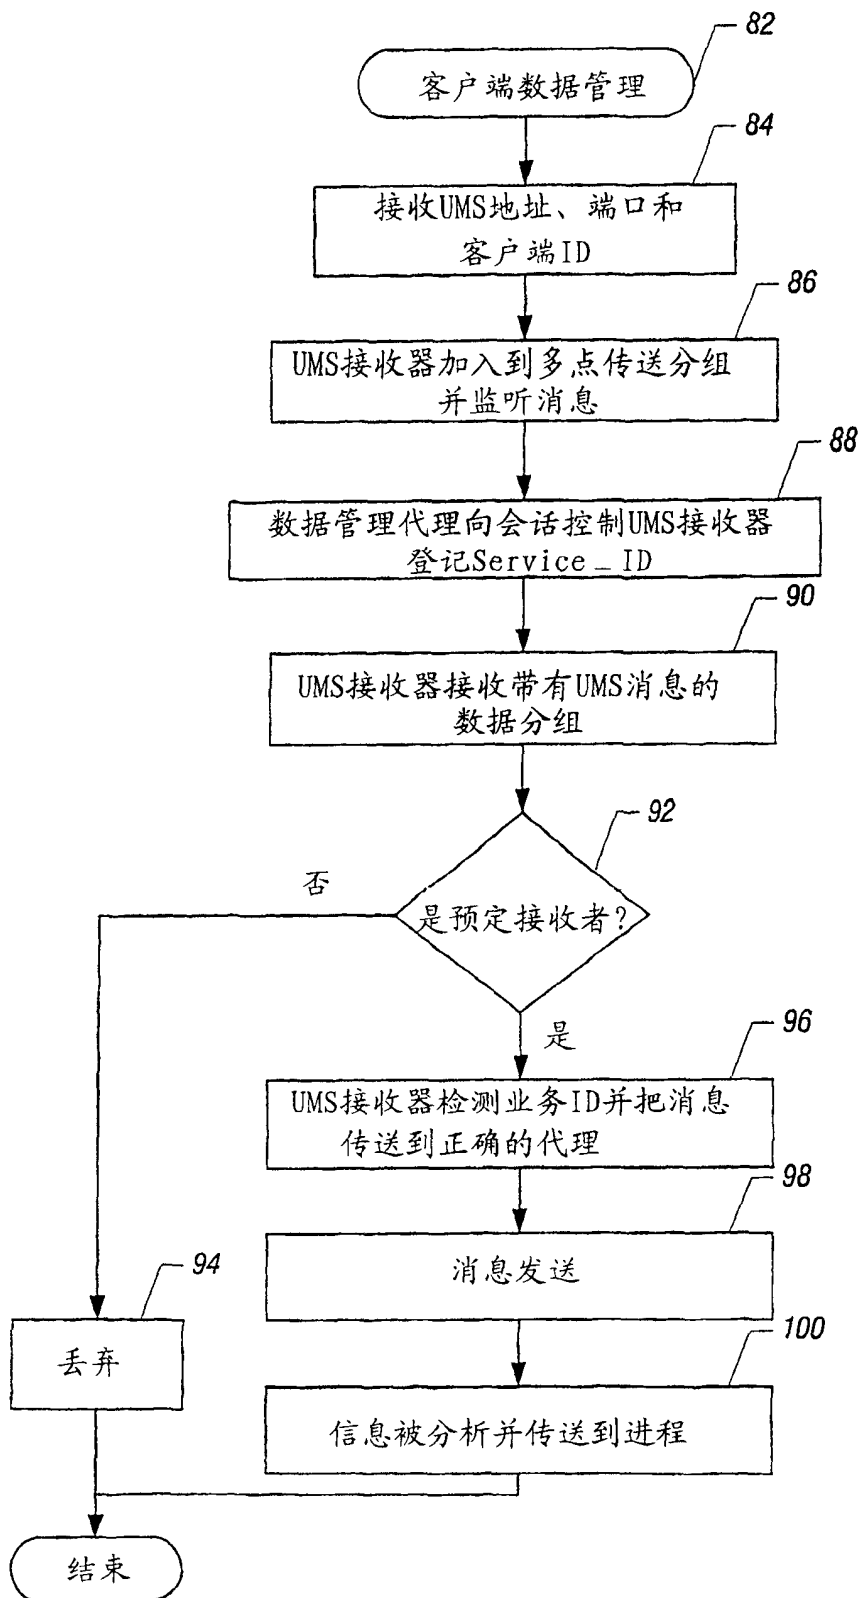 82
客户端数据管理
84
接收UMS地址、端口和
客户端ID
86
UMS接收器加入到多点传送分组
并监听消息
88
数据管理代理向会话控制UMS接收器
登记Service_ID
90
UMS接收器接收带有UMS消息的
数据分组
92
否
是预定接收者?
是
96
UMS接收器检测业务ID并把消息
传送到正确的代理
98
消息发送
94
丢弃
100
信息被分析并传送到进程
结束